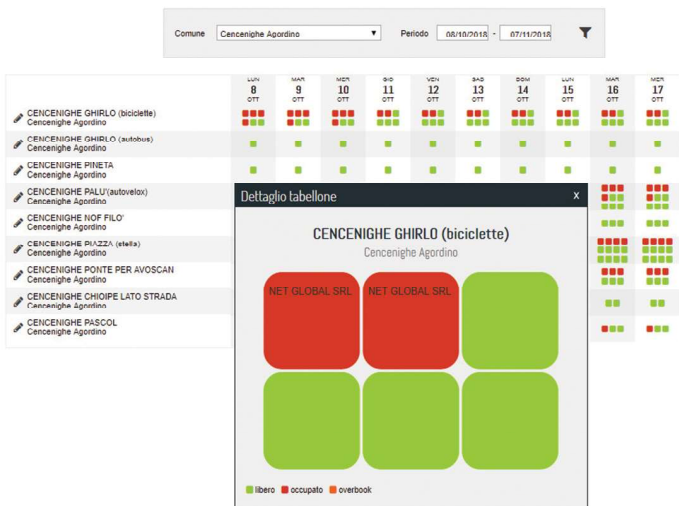 Comune Cencenighe Agordino Periodo 08/10/2018 - 07/11/2018
LUN MAR MER GIO VEN SAB DOM LUN MAR MER
8 9 10 11 12 13 14 15 16 17
OTT OTT OTT OTT OTT OTT OTT OTT OTT OTT
CENCENIGHE GHIRLO (biciclette)
Cencenighe Agordino
CENCENIGHE GHIRLO (autobus)
Cencenighe Agordino
CENCENIGHE PINETA
Cencenighe Agordino
CENCENIGHE PALU'(autovelox)
Cencenighe Agordino
CENCENIGHE NOF FILO'
Cencenighe Agordino
CENCENIGHE PIAZZA (stella)
Cencenighe Agordino
CENCENIGHE PONTE PER AVOSCAN
Cencenighe Agordino
CENCENIGHE CHIOIPE LATO STRADA
Cencenighe Agordino
CENCENIGHE PASCOL
Cencenighe Agordino
Dettaglio tabellone x
CENCENIGHE GHIRLO (biciclette)
Cencenighe Agordino
NET GLOBAL SRL NET GLOBAL SRL
libero occupato overbook